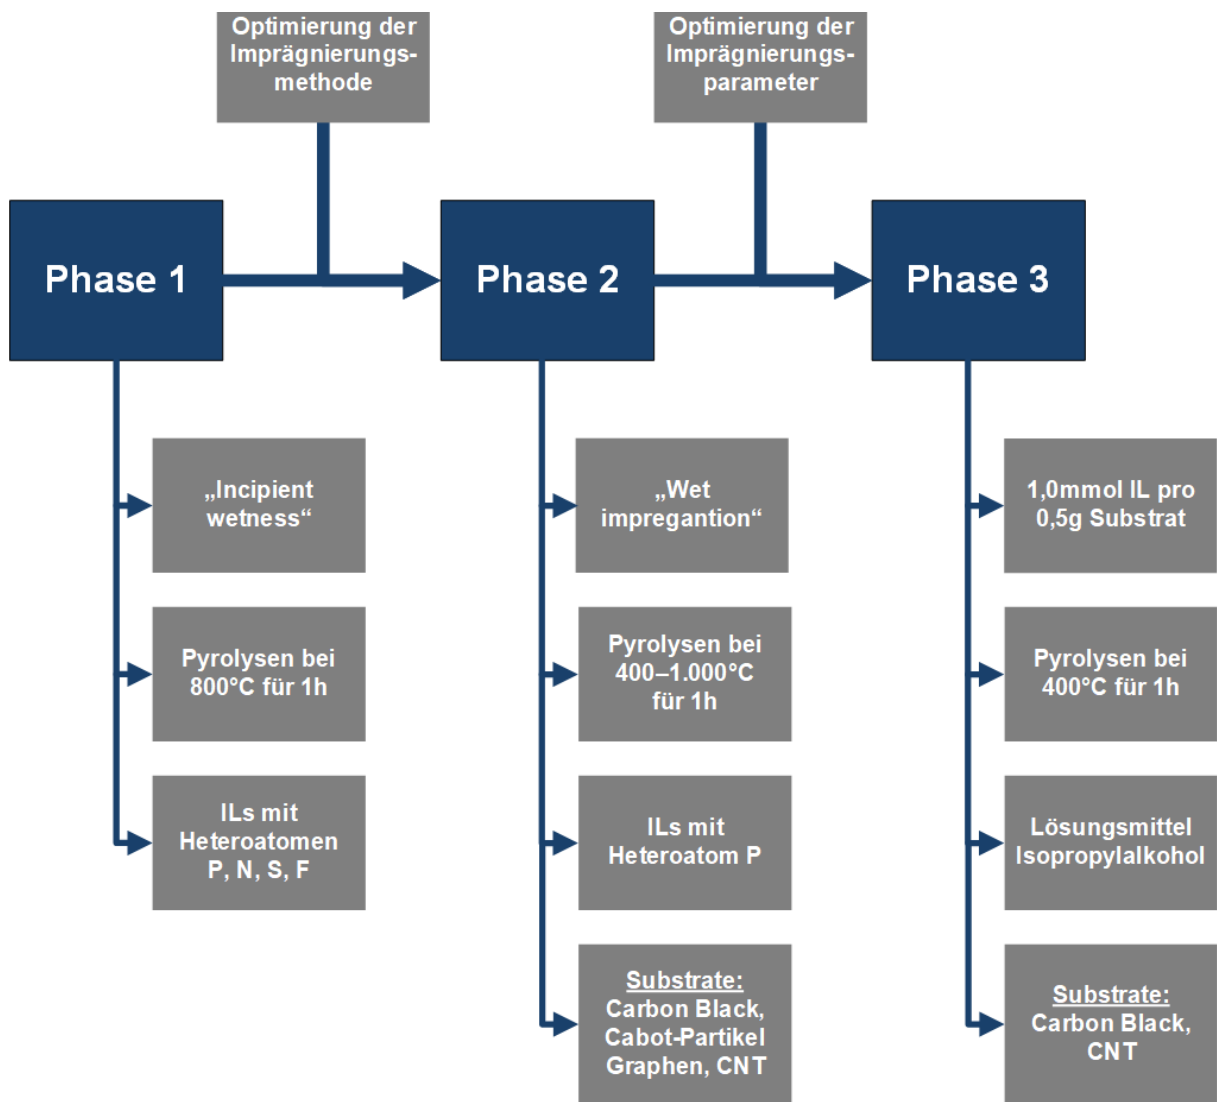 Optimierung der
Imprägnierungs-
methode
Optimierung der
Imprägnierungs-
parameter
Phase 1
Phase 2
Phase 3
„Incipient
wetness“
Pyrolysen bei
800°C für 1h
ILs mit
Heteroatomen
P, N, S, F
„Wet
impregantion“
Pyrolysen bei
400–1.000°C
für 1h
ILs mit
Heteroatom P
Substrate:
Carbon Black,
Cabot-Partikel
Graphen, CNT
1,0mmol IL pro
0,5g Substrat
Pyrolysen bei
400°C für 1h
Lösungsmittel
Isopropylalkohol
Substrate:
Carbon Black,
CNT